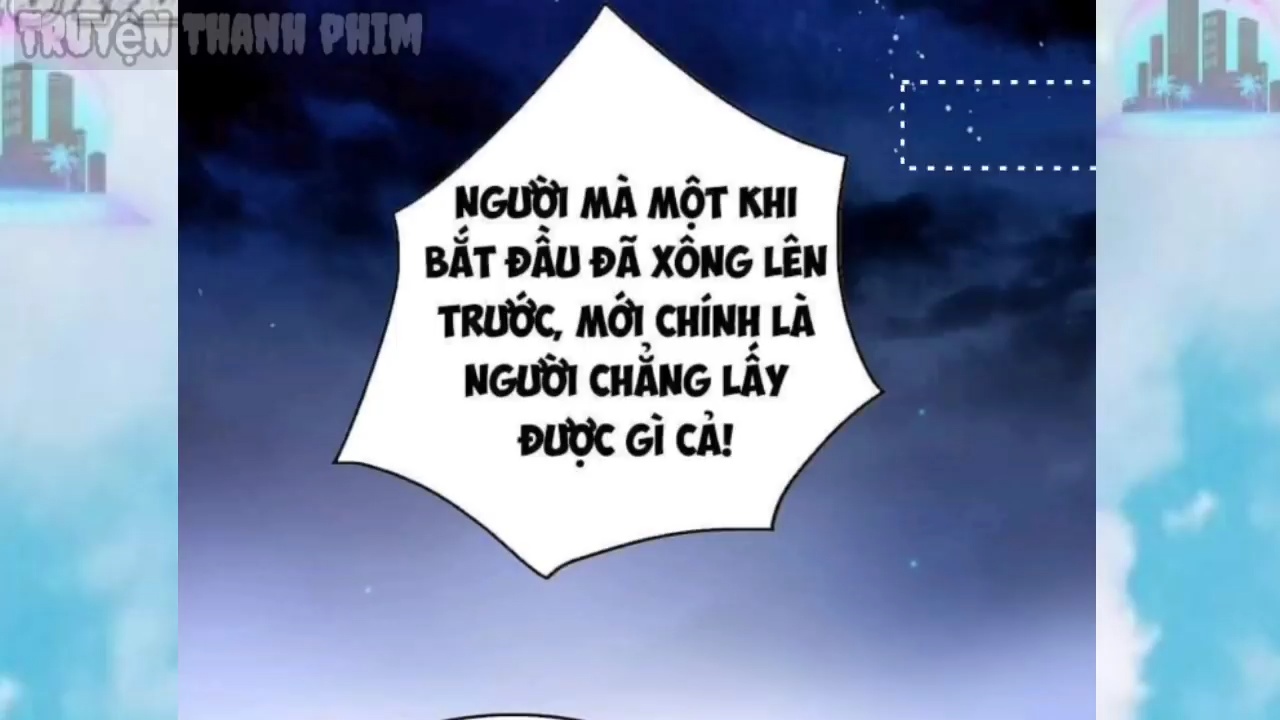 TRUYỆN THANH PHIM
NGƯỜI MÀ MỘT KHI
BẮT ĐẦU ĐÃ XÔNG LÊN
TRƯỚC, MỚI CHÍNH LÀ
NGƯỜI CHẲNG LẤY
ĐƯỢC GÌ CẢ!